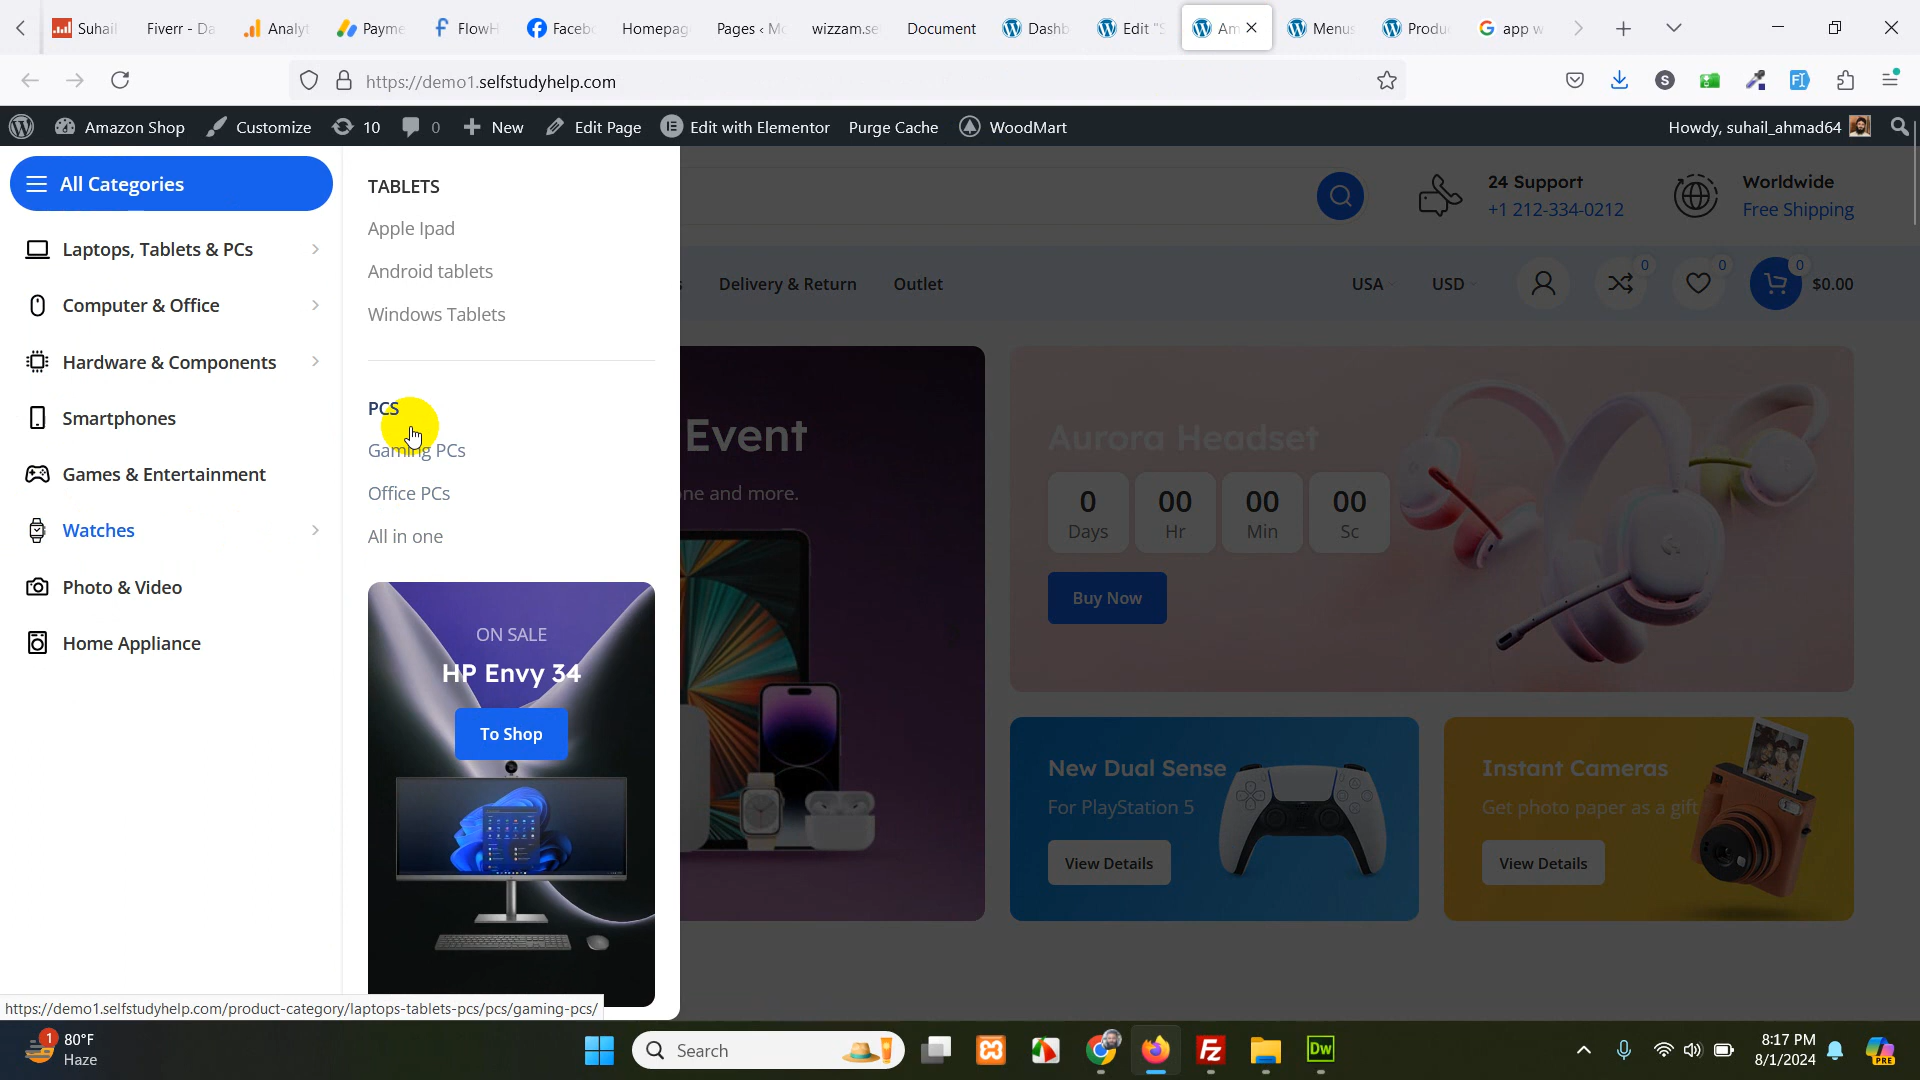 Suhail
Fiverr - Da
Analyt
Payme
FlowH
Facebo
Homepag
Pages ‹ Mo
wizzam.se
Document
Dashb
Edit "S
Am
Menus
Produc
app w
https://demo1.selfstudyhelp.com
Amazon Shop
Customize
10
0
New
Edit Page
Edit with Elementor
Purge Cache
WoodMart
Howdy, suhail_ahmad64
All Categories
Laptops, Tablets & PCs
Computer & Office
Hardware & Components
Smartphones
Games & Entertainment
Watches
Photo & Video
Home Appliance
TABLETS
Apple Ipad
Android tablets
Windows Tablets
PCS
Gaming PCs
Office PCs
All in one
ON SALE
HP Envy 34
To Shop
24 Support
+1 212-334-0212
Worldwide
Free Shipping
Delivery & Return
Outlet
USA
USD
0
0
0
$0.00
Event
ne and more.
Aurora Headset
0
Days
00
Hr
00
Min
00
Sc
Buy Now
New Dual Sense
For PlayStation 5
View Details
Instant Cameras
Get photo paper as a gift
View Details
https://demo1.selfstudyhelp.com/product-category/laptops-tablets-pcs/pcs/gaming-pcs/
1
80°F
Haze
Search
Dw
8:17 PM
8/1/2024
PRE